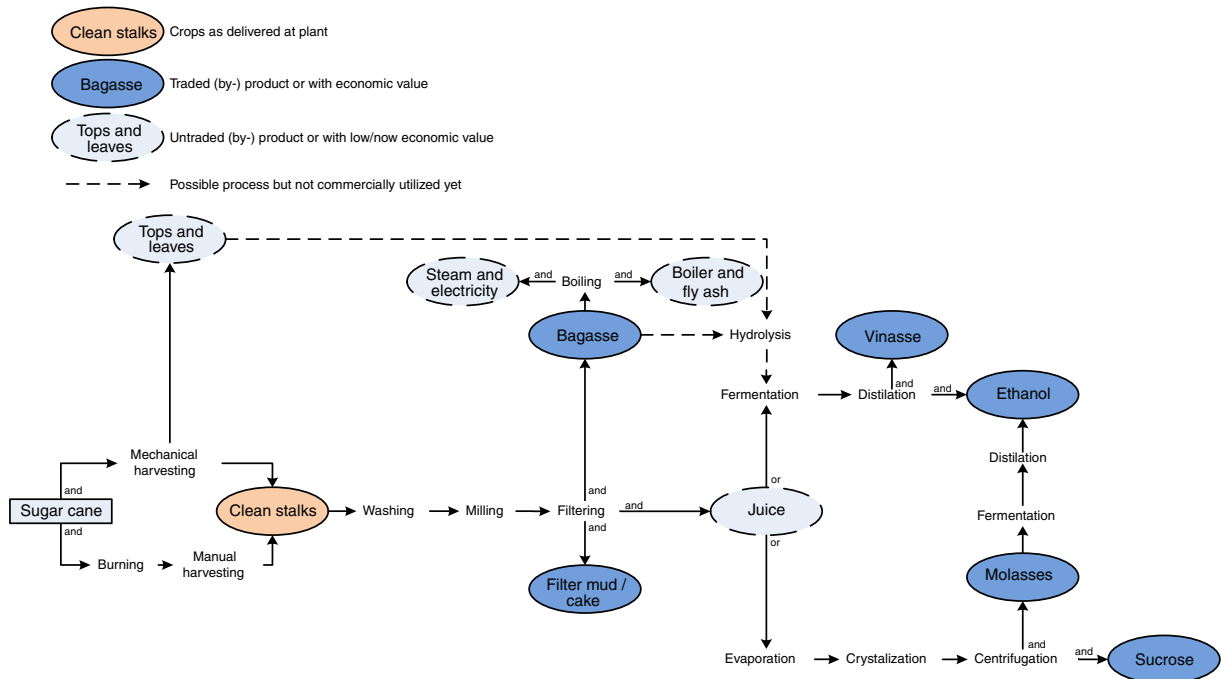 Clean stalks
Crops as delivered at plant
Bagasse
Traded (by-) product or with economic value
Tops and
leaves
Untraded (by-) product or with low/now economic value
Possible process but not commercially utilized yet
Tops and
leaves
Steam and
electricity
and
Boiling
and
Boiler and
fly ash
Bagasse
Hydrolysis
Vinasse
Fermentation
Distilation
and
and
Ethanol
Mechanical
harvesting
Distilation
and
Sugar cane
and
Clean stalks
Washing
Milling
and
Filtering
and
and
or
Juice
or
Fermentation
Burning
Manual
harvesting
Filter mud /
cake
Molasses
Evaporation
Crystalization
and
Centrifugation
and
Sucrose